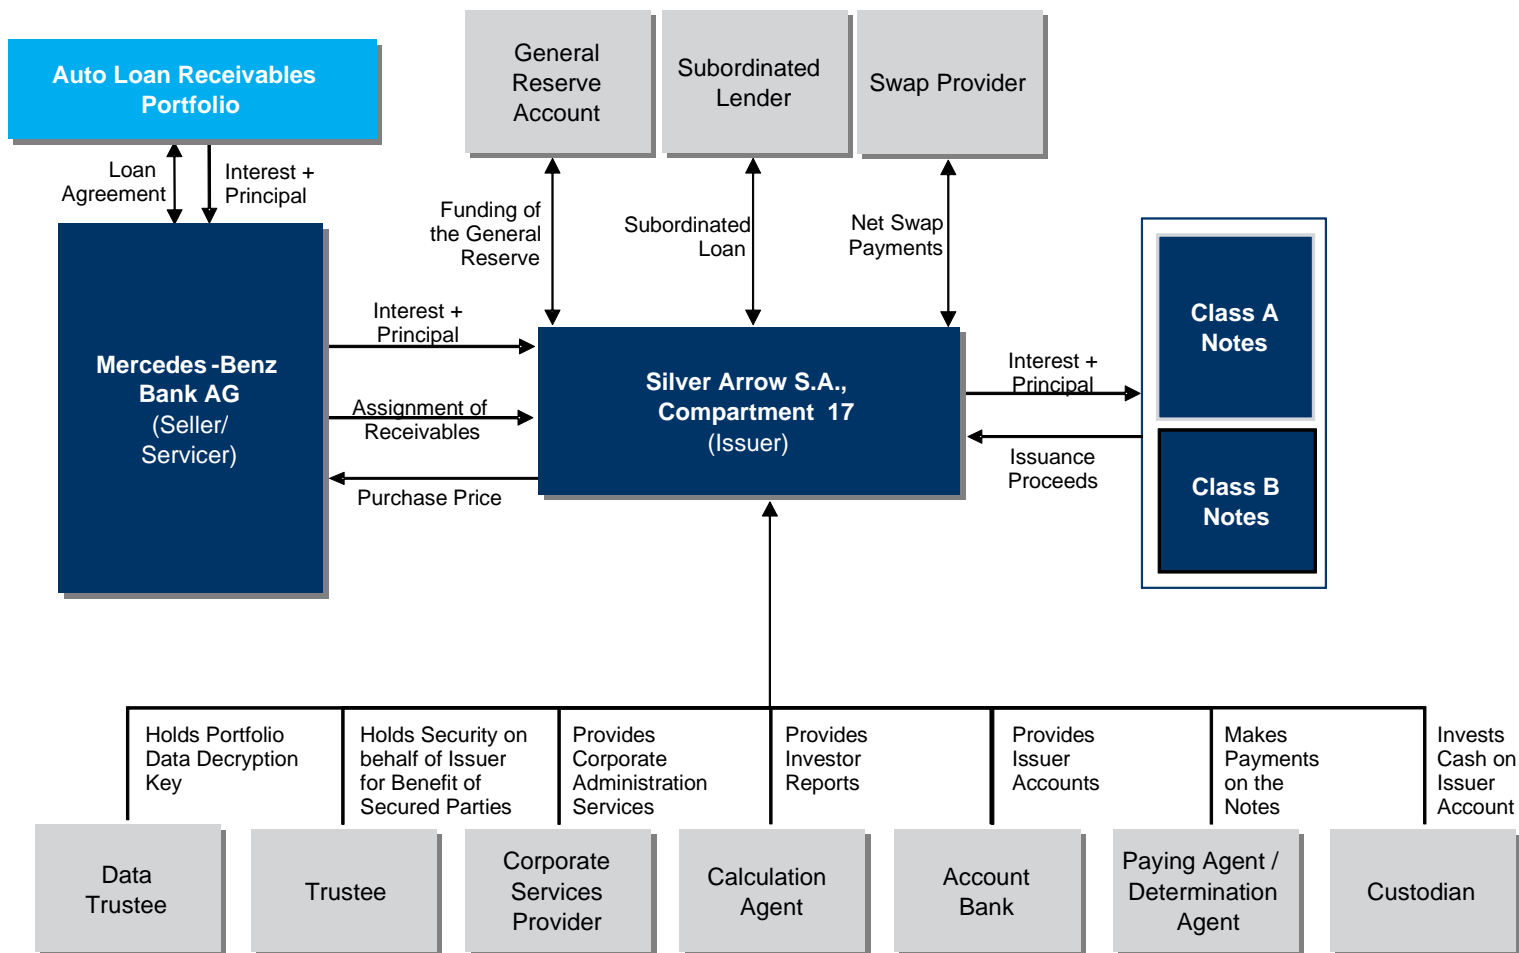 Auto Loan Receivables
Portfolio
General
Reserve
Account
Subordinated
Lender
Swap Provider
Loan
Agreement
Interest +
Principal
Funding of
the General
Reserve
Subordinated
Loan
Net Swap
Payments
Mercedes-Benz
Bank AG
(Seller/
Servicer)
Interest +
Principal
Assignment of
Receivables
Purchase Price
Silver Arrow S.A.,
Compartment 17
(Issuer)
Interest +
Principal
Issuance
Proceeds
Class A
Notes
Class B
Notes
Holds Portfolio
Data Decryption
Key
Holds Security on
behalf of Issuer
for Benefit of
Secured Parties
Provides
Corporate
Administration
Services
Provides
Investor
Reports
Provides
Issuer
Accounts
Makes
Payments
on the
Notes
Invests
Cash on
Issuer
Account
Data
Trustee
Trustee
Corporate
Services
Provider
Calculation
Agent
Account
Bank
Paying Agent /
Determination
Agent
Custodian